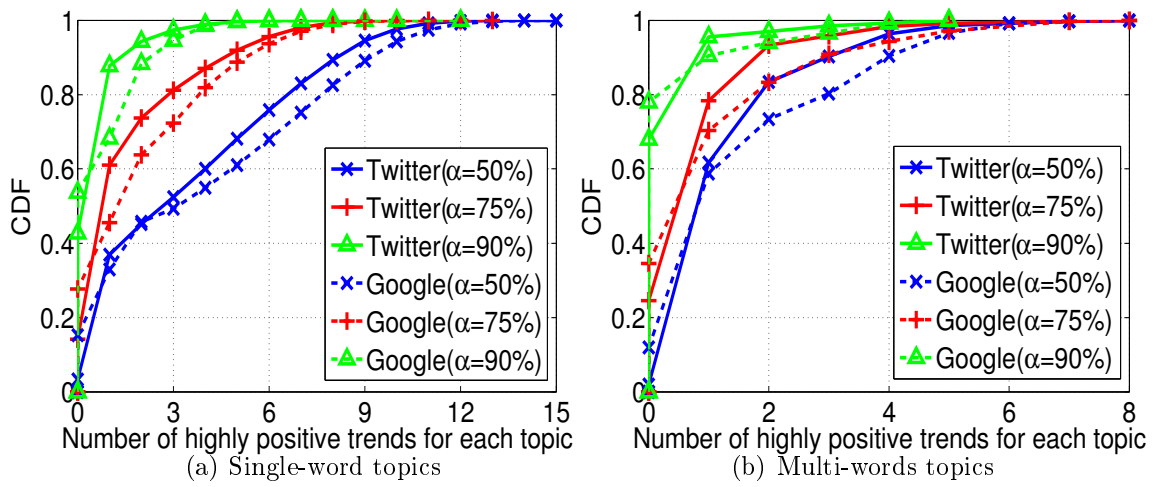 1
0.8
0.6
0.4
0.2
0
CDF
0 3 6 9 12 15
Number of highly positive trends for each topic
Twitter(α=50%)
Twitter(α=75%)
Twitter(α=90%)
Google(α=50%)
Google(α=75%)
Google(α=90%)
(a) Single-word topics
1
0.8
0.6
0.4
0.2
0
CDF
0 2 4 6 8
Number of highly positive trends for each topic
Twitter(α=50%)
Twitter(α=75%)
Twitter(α=90%)
Google(α=50%)
Google(α=75%)
Google(α=90%)
(b) Multi-words topics